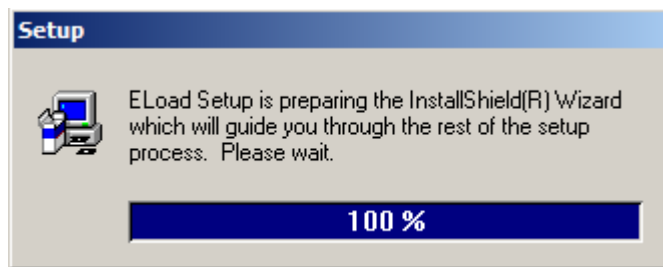 Setup
ELoad Setup is preparing the InstallShield(R) Wizard
which will guide you through the rest of the setup
process.  Please wait.
100 %